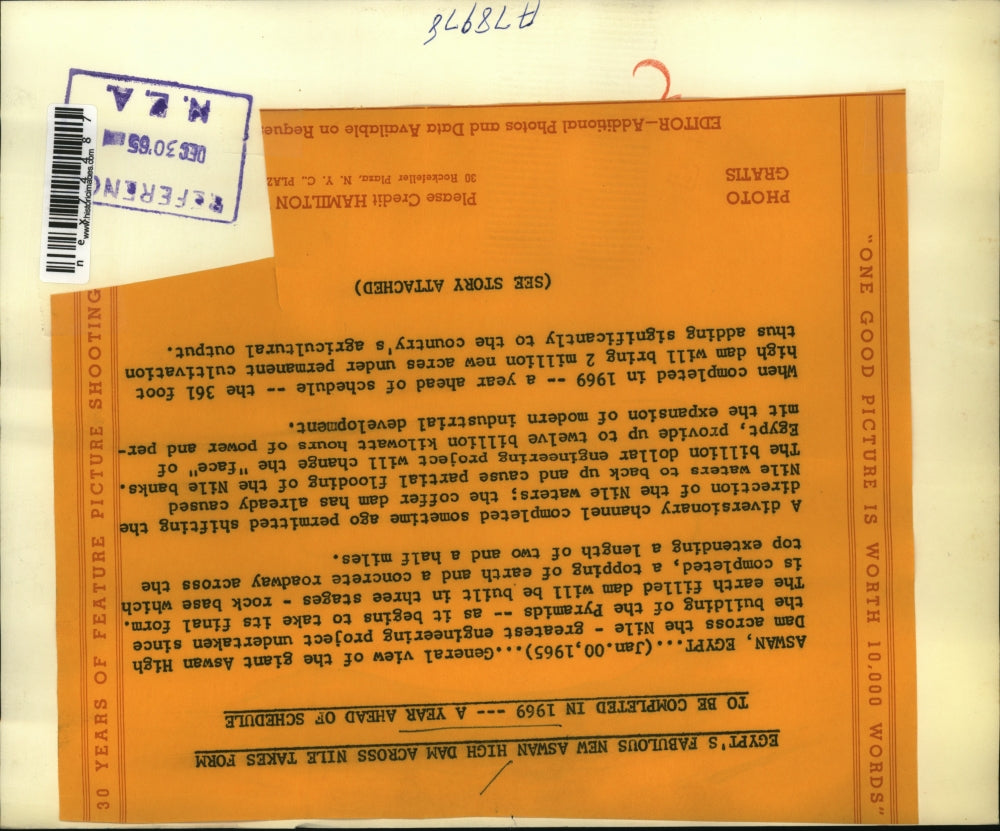 EGYPT'S FABULOUS NEW ASWAN HIGH DAM ACROSS NILE TAKES FORM
TO BE COMPLETED IN 1969 --- A YEAR AHEAD OF SCHEDULE
ASWAN, EGYPT...(Jan.00,1965)...General view of the giant Aswan High
Dam across the Nile - greatest engineering project undertaken since
the building of the Pyramids -- as it begins to take its final form.
The earth filled dam will be built in three stages - rock base which
is completed, a topping of earth and a concrete roadway across the
top extending a length of two and a half miles.
A diversionary channel completed sometime ago permitted shifting the
direction of the Nile waters; the coffer dam has already caused
Nile waters to back up and cause partial flooding of the Nile banks.
The billion dollar engineering project will change the "face" of
Egypt, provide up to twelve billion kilowatt hours of power and per-
mit the expansion of modern industrial development.
When completed in 1969 -- a year ahead of schedule -- the 361 foot
high dam will bring 2 million new acres under permanent cultivation
thus adding significantly to the country's agricultural output.
(SEE STORY ATTACHED)
PHOTO
GRATIS
Please Credit HAMILTON
30 Rockefeller Plaza, N. Y. C., PLAZ
EDITOR—Additional Photos and Data Available on Reques
30 YEARS OF FEATURE PICTURE SHOOTING
"ONE GOOD PICTURE IS WORTH 10,000 WORDS"
REFERENC
DEC 30 '65
N.E.A.
www.historicimages.com
A78978
2